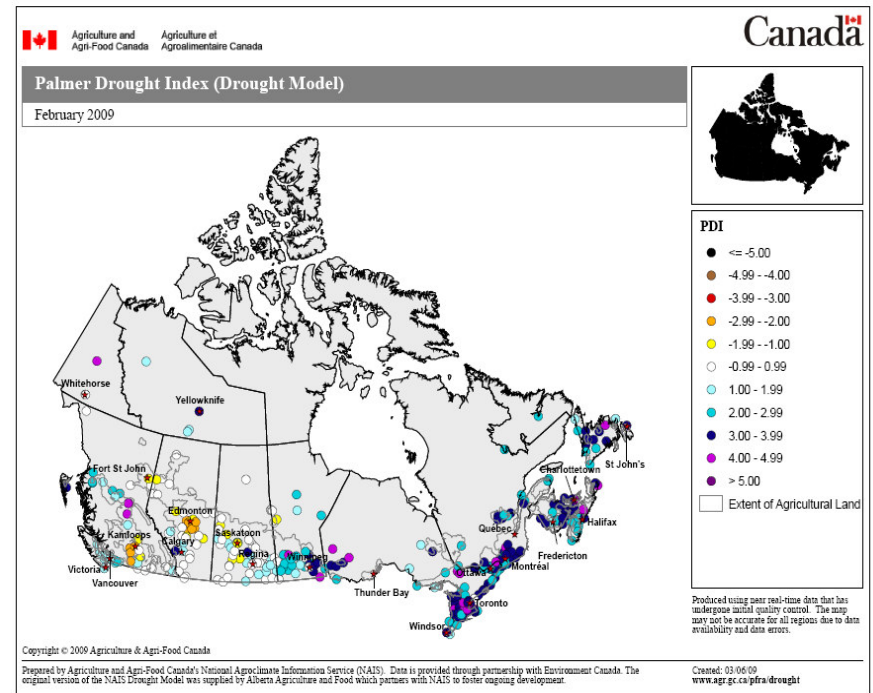 Agriculture and
Agri-Food Canada
Agriculture et
Agroalimentaire Canada
Canada
Palmer Drought Index (Drought Model)
February 2009
PDI
<= -5.00
-4.99 - -4.00
-3.99 - -3.00
-2.99 - -2.00
-1.99 - -1.00
-0.99 - 0.99
1.00 - 1.99
2.00 - 2.99
3.00 - 3.99
4.00 - 4.99
> 5.00
Extent of Agricultural Land
Whitehorse
Yellowknife
Fort St John
Edmonton
Kamloops
Calgary
Saskatoon
Regina
Winnipeg
Victoria
Vancouver
Thunder Bay
Windsor
Toronto
Ottawa
Montréal
Québec
Fredericton
Halifax
Charlottetown
St John's
Produced using near real-time data that has
undergone initial quality control. The map
may not be accurate for all regions due to data
availability and data errors.
Copyright © 2009 Agriculture & Agri-Food Canada
Prepared by Agriculture and Agri-Food Canada's National Agroclimate Information Service (NAIS). Data is provided through partnership with Environment Canada. The
original version of the NAIS Drought Model was supplied by Alberta Agriculture and Food which partners with NAIS to foster ongoing development.
Created: 03/06/09
www.agr.gc.ca/pfra/drought